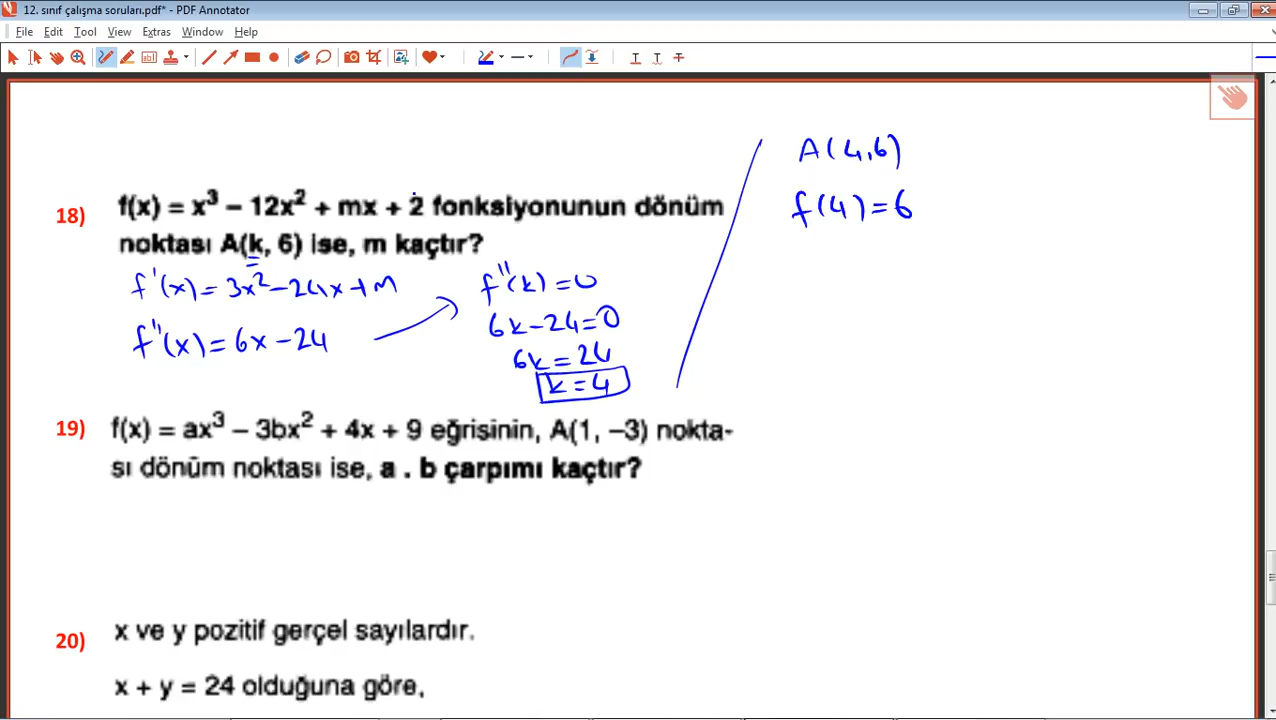 12. sınıf çalışma soruları.pdf* - PDF Annotator
File Edit Tool View Extras Window Help
18) f(x) = x³ – 12x² + mx + 2 fonksiyonunun dönüm
noktası A(k, 6) ise, m kaçtır?
f'(x) = 3x² - 24x + m
f''(x) = 6x - 24
f''(k) = 0
6k - 24 = 0
6k = 24
k = 4
A(4,6)
f(4) = 6
19) f(x) = ax³ – 3bx² + 4x + 9 eğrisinin, A(1, –3) nokta-
sı dönüm noktası ise, a . b çarpımı kaçtır?
20) x ve y pozitif gerçel sayılardır.
x + y = 24 olduğuna göre,